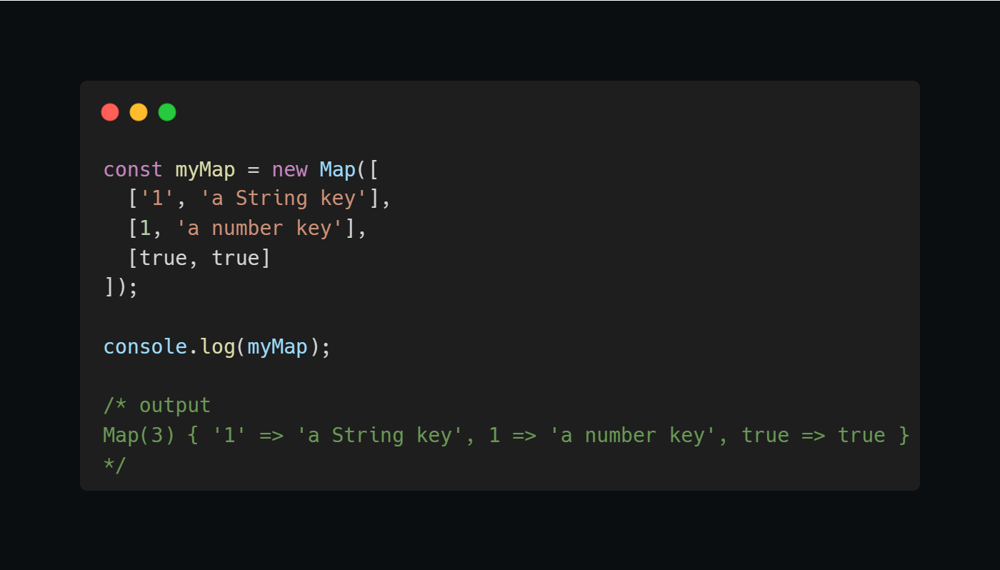 const myMap = new Map([
  ['1', 'a String key'],
  [1, 'a number key'],
  [true, true]
]);

console.log(myMap);

/* output
Map(3) { '1' => 'a String key', 1 => 'a number key', true => true }
*/